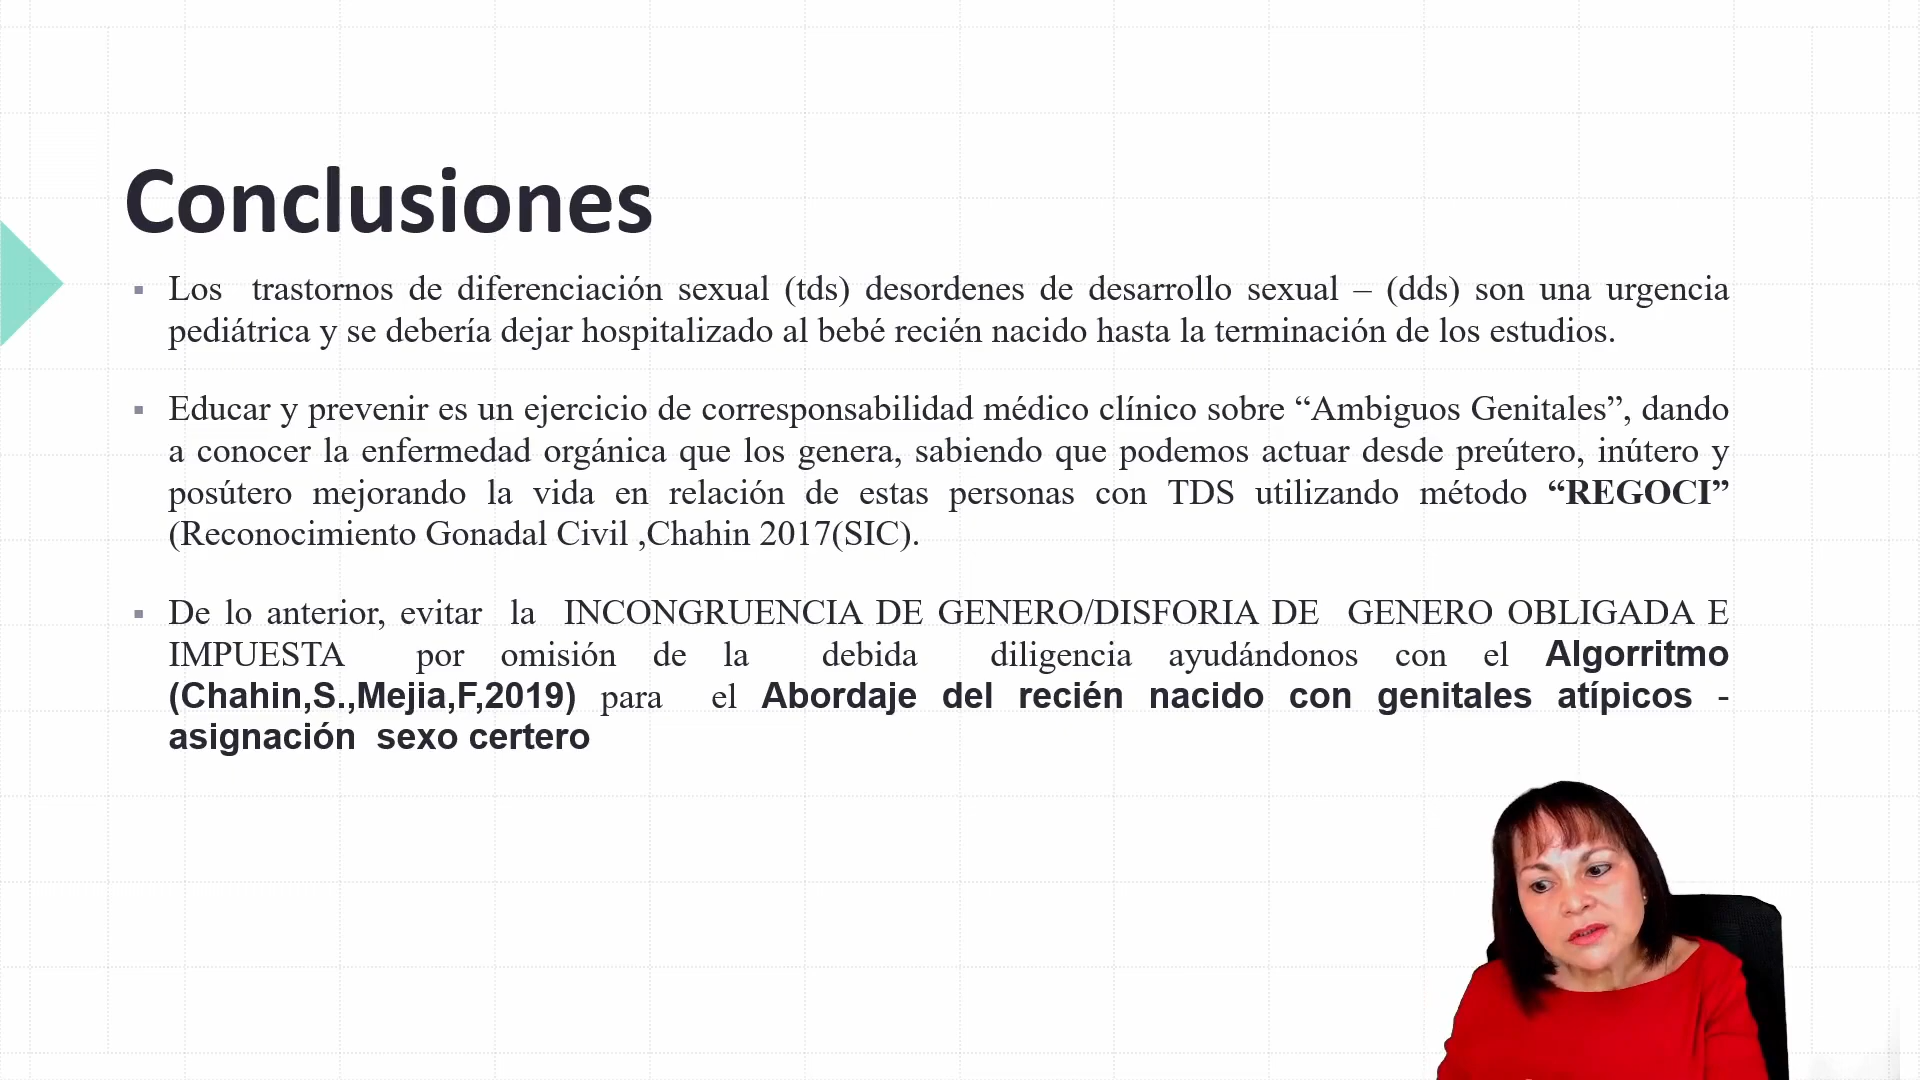 Conclusiones
Los trastornos de diferenciación sexual (tds) desordenes de desarrollo sexual – (dds) son una urgencia
pediátrica y se debería dejar hospitalizado al bebé recién nacido hasta la terminación de los estudios.
Educar y prevenir es un ejercicio de corresponsabilidad médico clínico sobre “Ambiguos Genitales”, dando
a conocer la enfermedad orgánica que los genera, sabiendo que podemos actuar desde preútero, inútero y
posútero mejorando la vida en relación de estas personas con TDS utilizando método “REGOCI”
(Reconocimiento Gonadal Civil ,Chahin 2017(SIC).
De lo anterior, evitar la INCONGRUENCIA DE GENERO/DISFORIA DE GENERO OBLIGADA E
IMPUESTA por omisión de la debida diligencia ayudándonos con el Algorritmo
(Chahin,S.,Mejia,F,2019) para el Abordaje del recién nacido con genitales atípicos -
asignación sexo certero